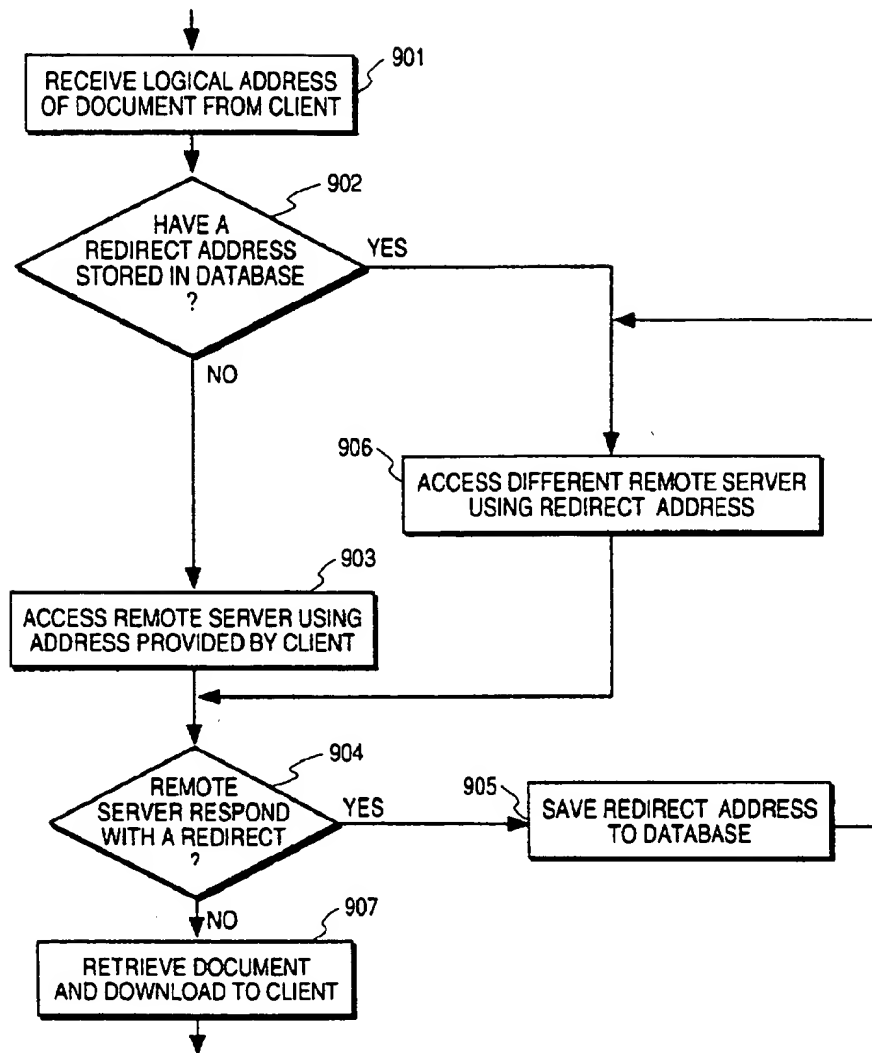 901
RECEIVE LOGICAL ADDRESS
OF DOCUMENT FROM CLIENT
902
HAVE A
REDIRECT ADDRESS
STORED IN DATABASE
?
YES
NO
906
ACCESS DIFFERENT REMOTE SERVER
USING REDIRECT ADDRESS
903
ACCESS REMOTE SERVER USING
ADDRESS PROVIDED BY CLIENT
904
REMOTE
SERVER RESPOND
WITH A REDIRECT
?
YES
905
SAVE REDIRECT ADDRESS
TO DATABASE
NO
907
RETRIEVE DOCUMENT
AND DOWNLOAD TO CLIENT